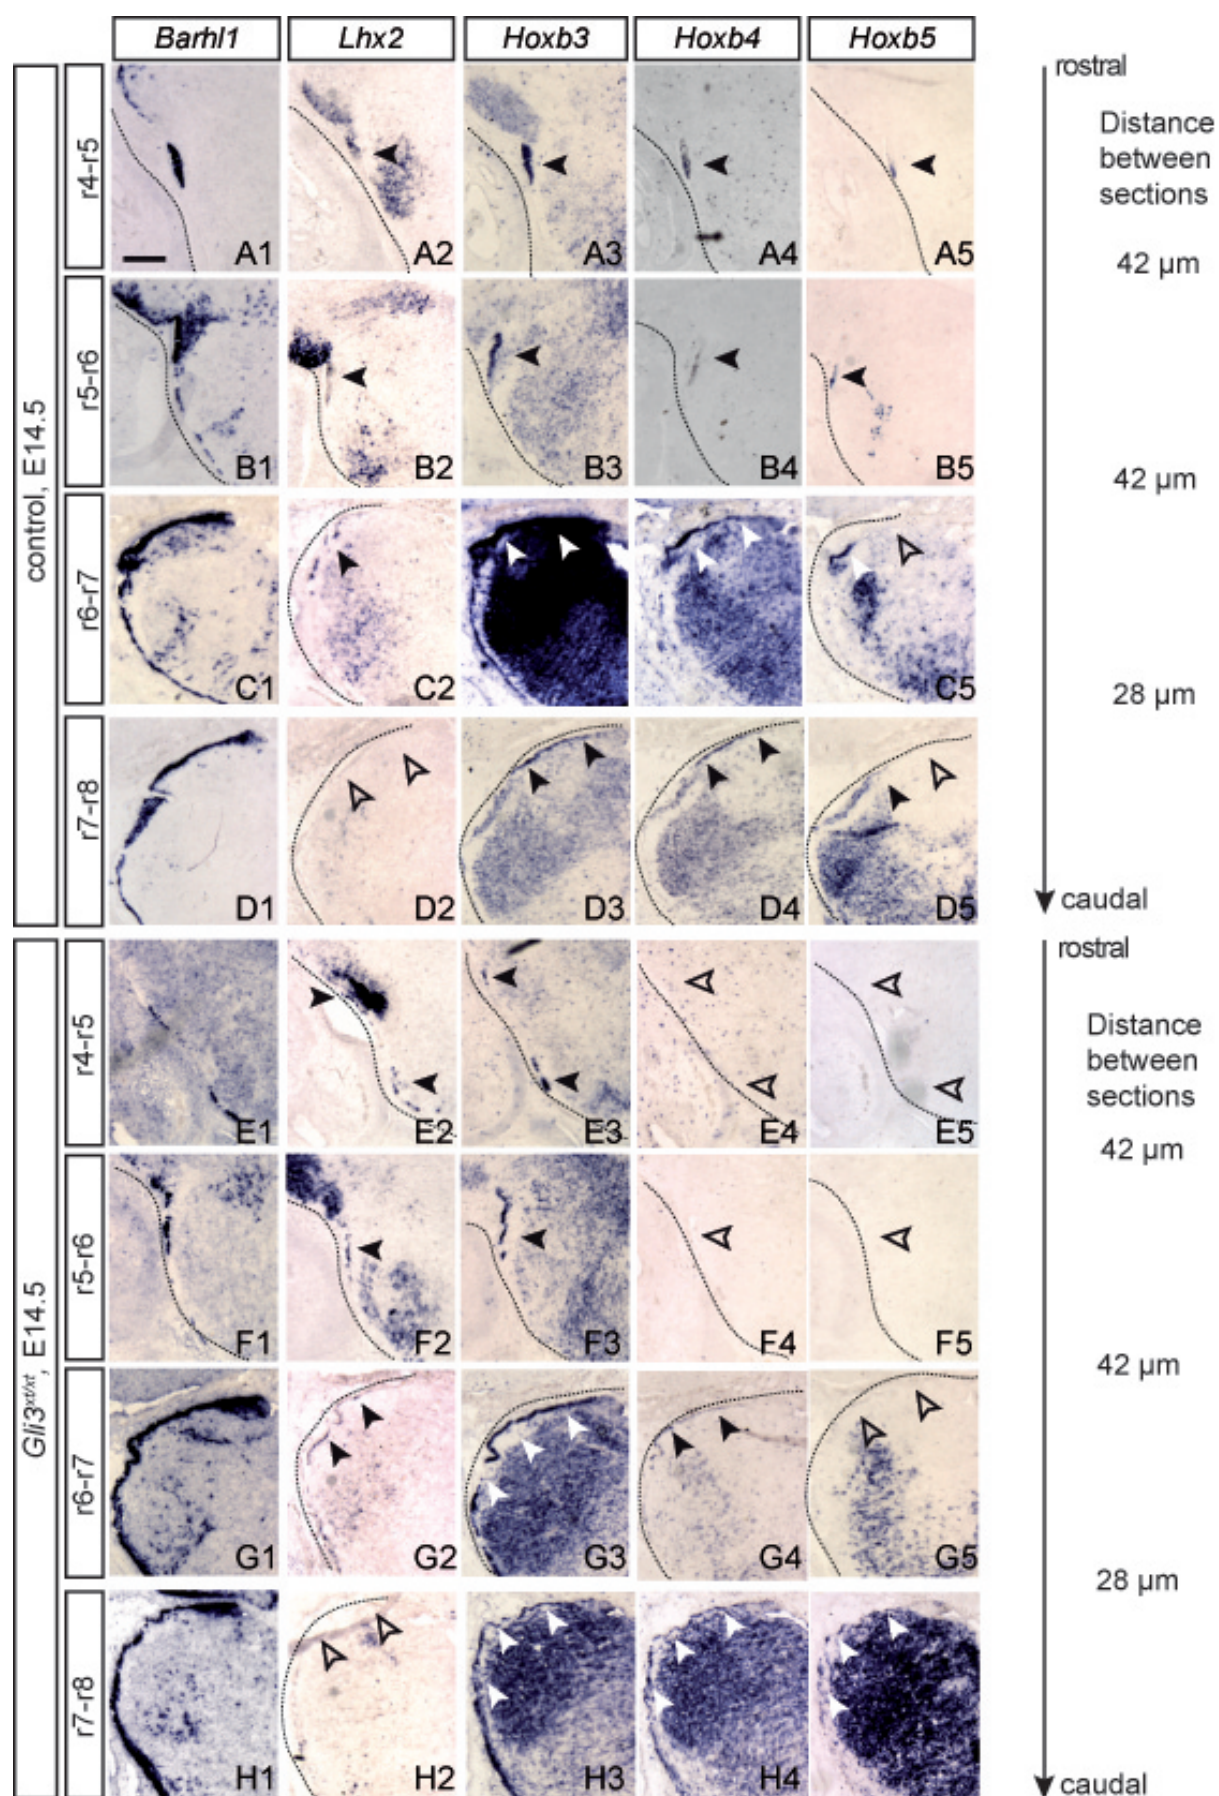 Barhl1 Lhx2 Hoxb3 Hoxb4 Hoxb5
control, E14.5
r4-r5
A1 A2 A3 A4 A5
r5-r6
B1 B2 B3 B4 B5
r6-r7
C1 C2 C5
r7-r8
D1 D2 D3 D4 D5
rostral
Distance
between
sections
42 µm
42 µm
28 µm
caudal
Gli3xt/xt, E14.5
r4-r5
E1 E2 E3 E4 E5
r5-r6
F1 F2 F3 F4 F5
r6-r7
G1 G2 G3 G4 G5
r7-r8
H1 H2 H3 H4
rostral
Distance
between
sections
42 µm
42 µm
28 µm
caudal